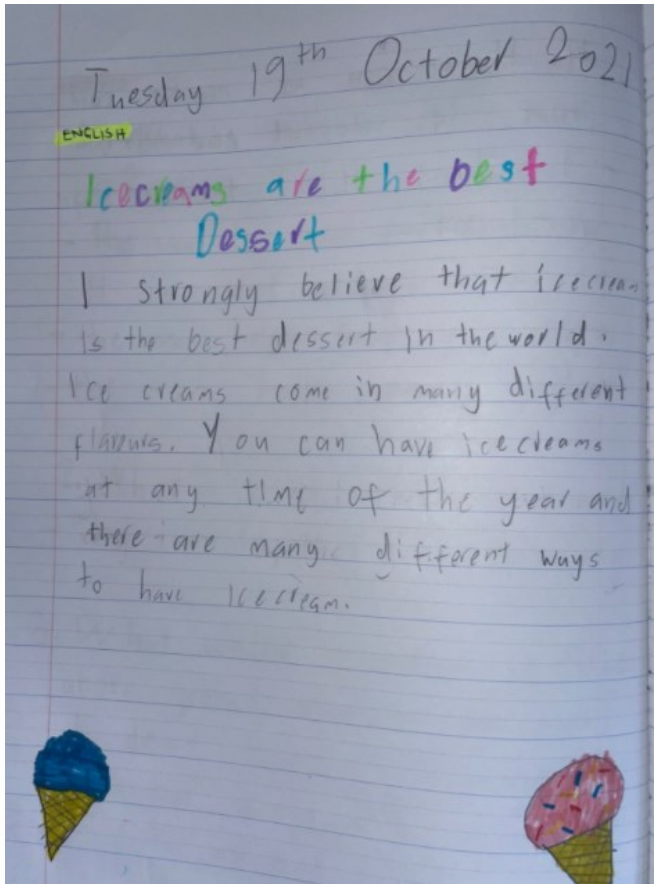 Tuesday 19th October 2021
ENGLISH
Icecreams are the best
Dessert
I strongly believe that icecream
is the best dessert in the world.
Ice creams come in many different
flavours. You can have icecreams
at any time of the year and
there are many different ways
to have icecream.